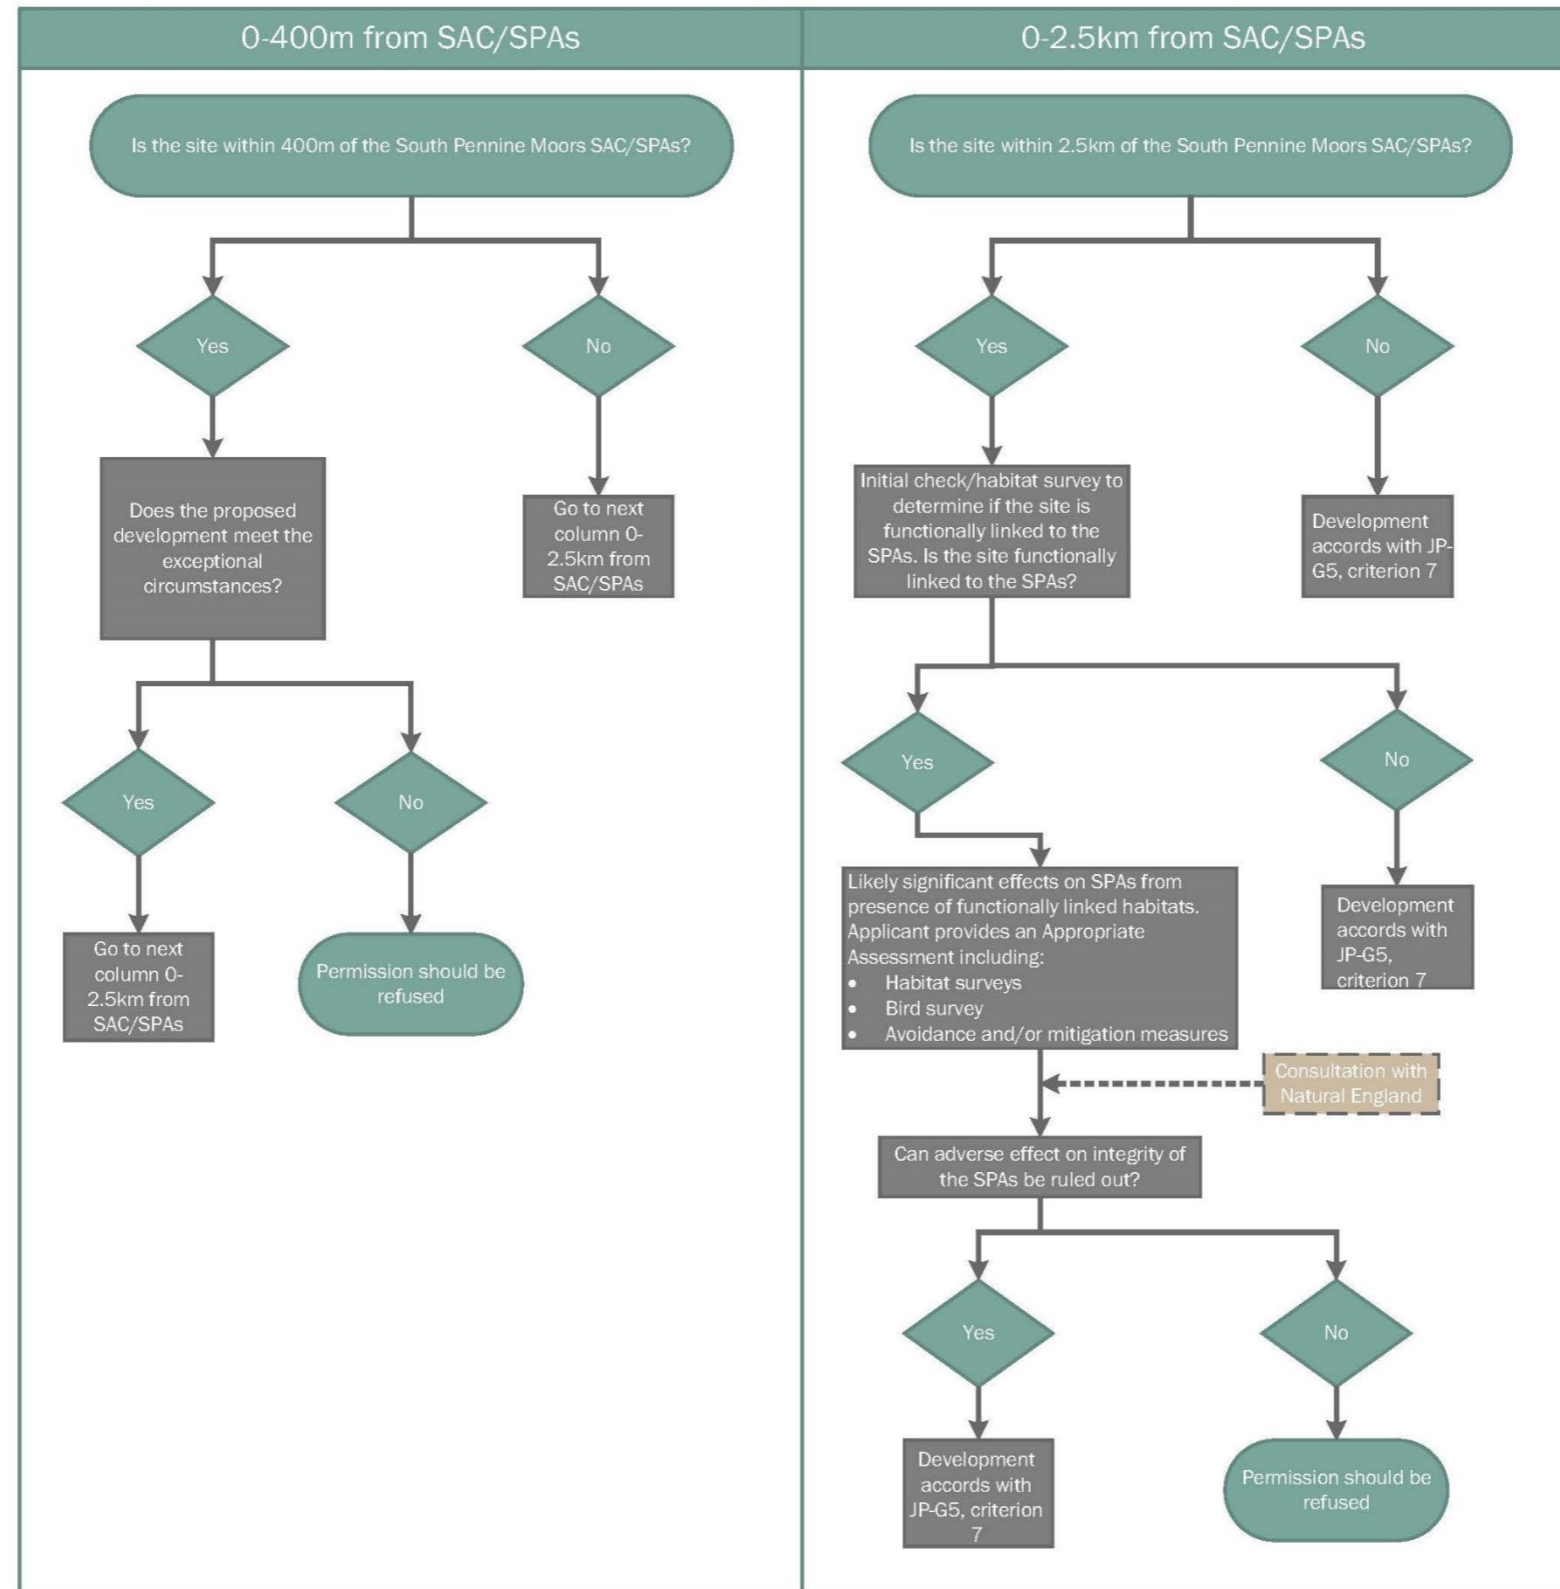 0-400m from SAC/SPAs
Is the site within 400m of the South Pennine Moors SAC/SPAs?
Yes
No
Does the proposed
development meet the
exceptional
circumstances?
Go to next
column 0-
2.5km from
SAC/SPAs
Yes
No
Go to next
column 0-
2.5km from
SAC/SPAs
Permission should be
refused
0-2.5km from SAC/SPAs
Is the site within 2.5km of the South Pennine Moors SAC/SPAs?
Yes
No
Initial check/habitat survey to
determine if the site is
functionally linked to the
SPAs. Is the site functionally
linked to the SPAs?
Development
accords with JP-
G5, criterion 7
Yes
No
Likely significant effects on SPAs from
presence of functionally linked habitats.
Applicant provides an Appropriate
Assessment including:
• Habitat surveys
• Bird survey
• Avoidance and/or mitigation measures
Development
accords with
JP-G5,
criterion 7
Consultation with
Natural England
Can adverse effect on integrity of
the SPAs be ruled out?
Yes
No
Development
accords with
JP-G5, criterion
7
Permission should be
refused